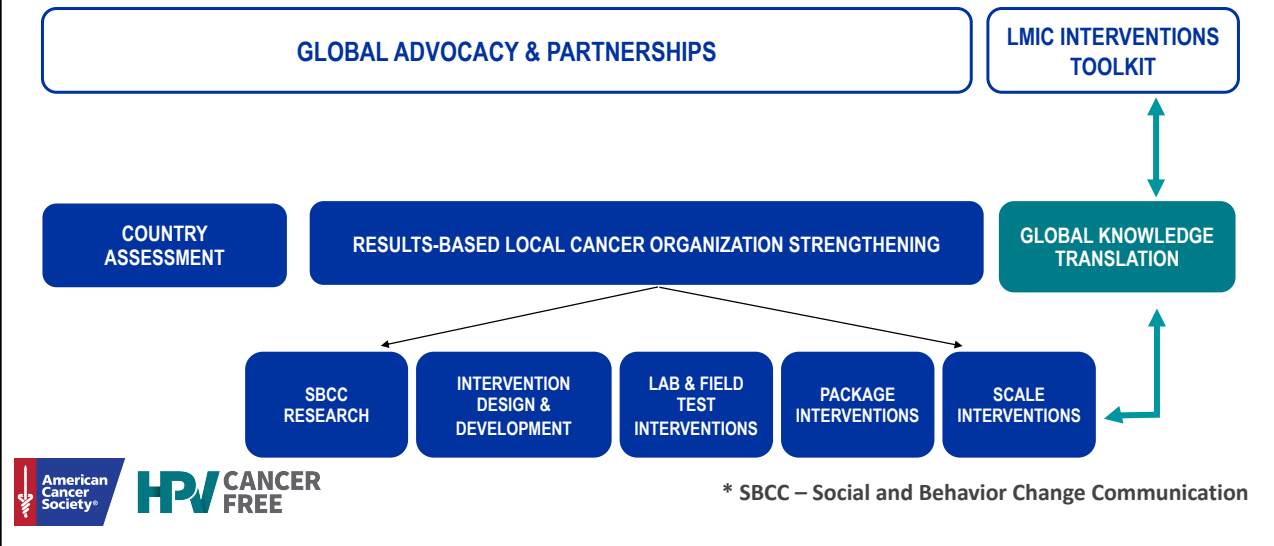 GLOBAL ADVOCACY & PARTNERSHIPS
LMIC INTERVENTIONS
TOOLKIT
COUNTRY
ASSESSMENT
RESULTS-BASED LOCAL CANCER ORGANIZATION STRENGTHENING
GLOBAL KNOWLEDGE
TRANSLATION
SBCC
RESEARCH
INTERVENTION
DESIGN &
DEVELOPMENT
LAB & FIELD
TEST
INTERVENTIONS
PACKAGE
INTERVENTIONS
SCALE
INTERVENTIONS
American
Cancer
Society®
HPV CANCER
FREE
* SBCC – Social and Behavior Change Communication